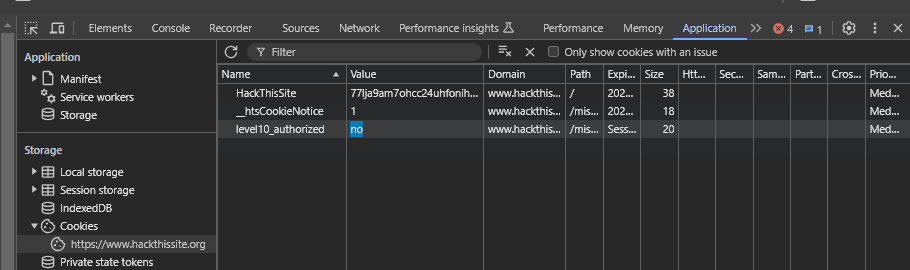 Elements Console Recorder Network Performance insights Performance Memory Application 4 1
Application
Manifest
Service workers
Storage
Storage
Local storage
Session storage
IndexedDB
Cookies
https://www.hackthissite.org
Private state tokens
Filter Only show cookies with an issue
Name Value Domain Path Expi... Size Htt... Sec... Sam... Part... Cros... Prio...
HackThisSite 77lja9am7ohcc24uhfonih... www.hackthis... / 202... 38 Med...
__htsCookieNotice 1 www.hackthis... /mis... 202... 18 Med...
level10_authorized no www.hackthis... /mis... Sess... 20 Med...